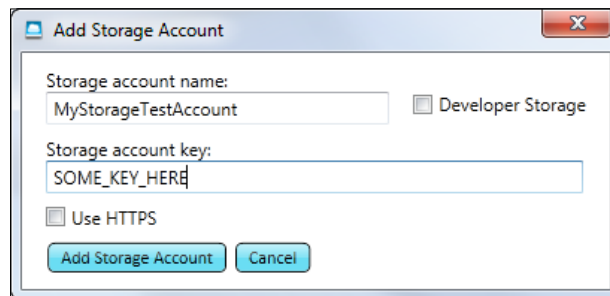 Add Storage Account
Storage account name:
MyStorageTestAccount
Developer Storage
Storage account key:
SOME_KEY_HERE
Use HTTPS
Add Storage Account Cancel